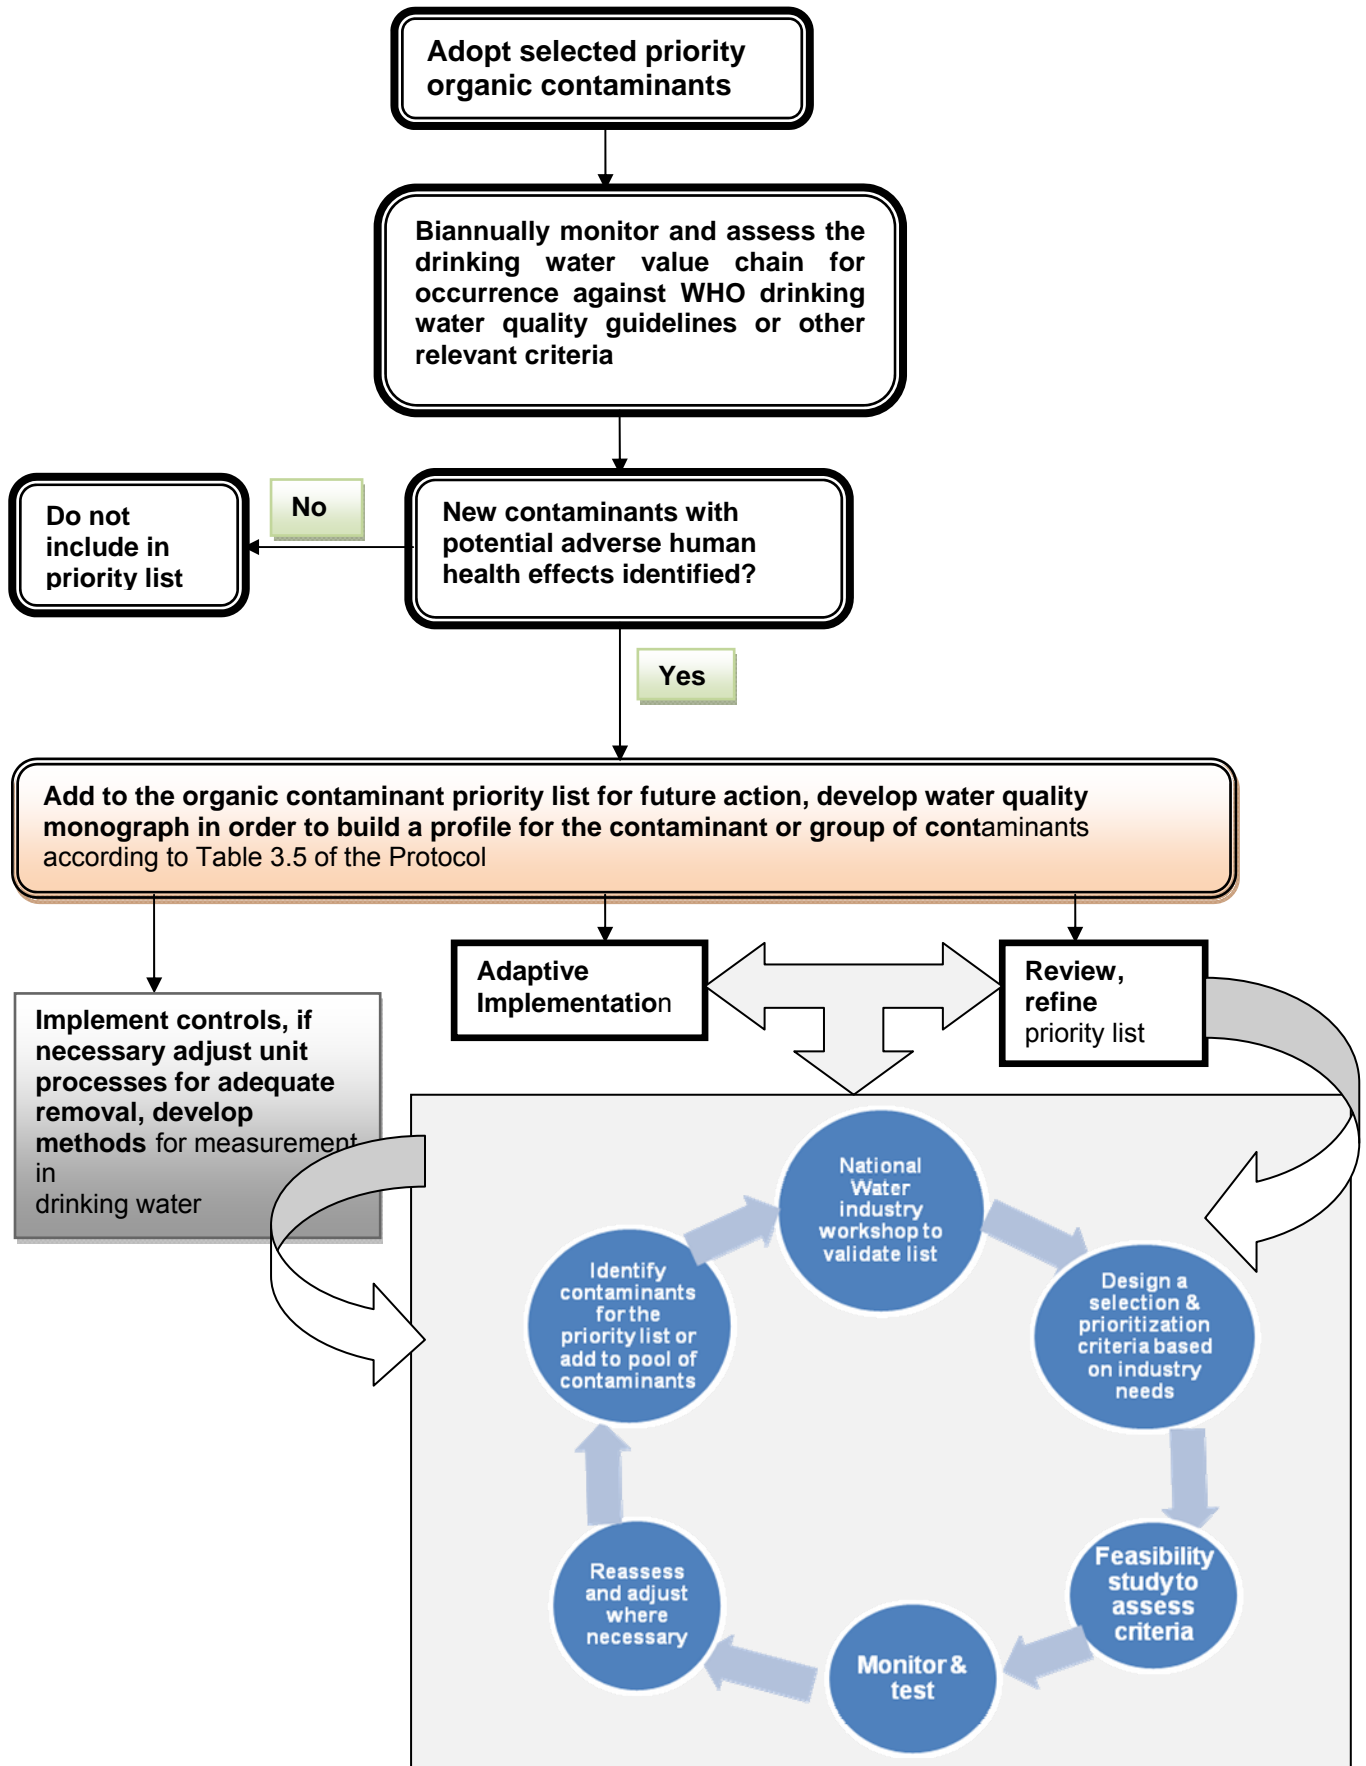 Adopt selected priority
organic contaminants
Biannually monitor and assess the
drinking water value chain for
occurrence against WHO drinking
water quality guidelines or other
relevant criteria
Do not
include in
priority list
No
New contaminants with
potential adverse human
health effects identified?
Yes
Add to the organic contaminant priority list for future action, develop water quality
monograph in order to build a profile for the contaminant or group of contaminants
according to Table 3.5 of the Protocol
Adaptive
Implementation
Review,
refine
priority list
Implement controls, if
necessary adjust unit
processes for adequate
removal, develop
methods for measurement
in
drinking water
National
Water
industry
workshop to
validate list
Design a
selection &
prioritization
criteria based
on industry
needs
Feasibility
study to
assess
criteria
Monitor &
test
Reassess
and adjust
where
necessary
Identify
contaminants
for the
priority list or
add to pool of
contaminants